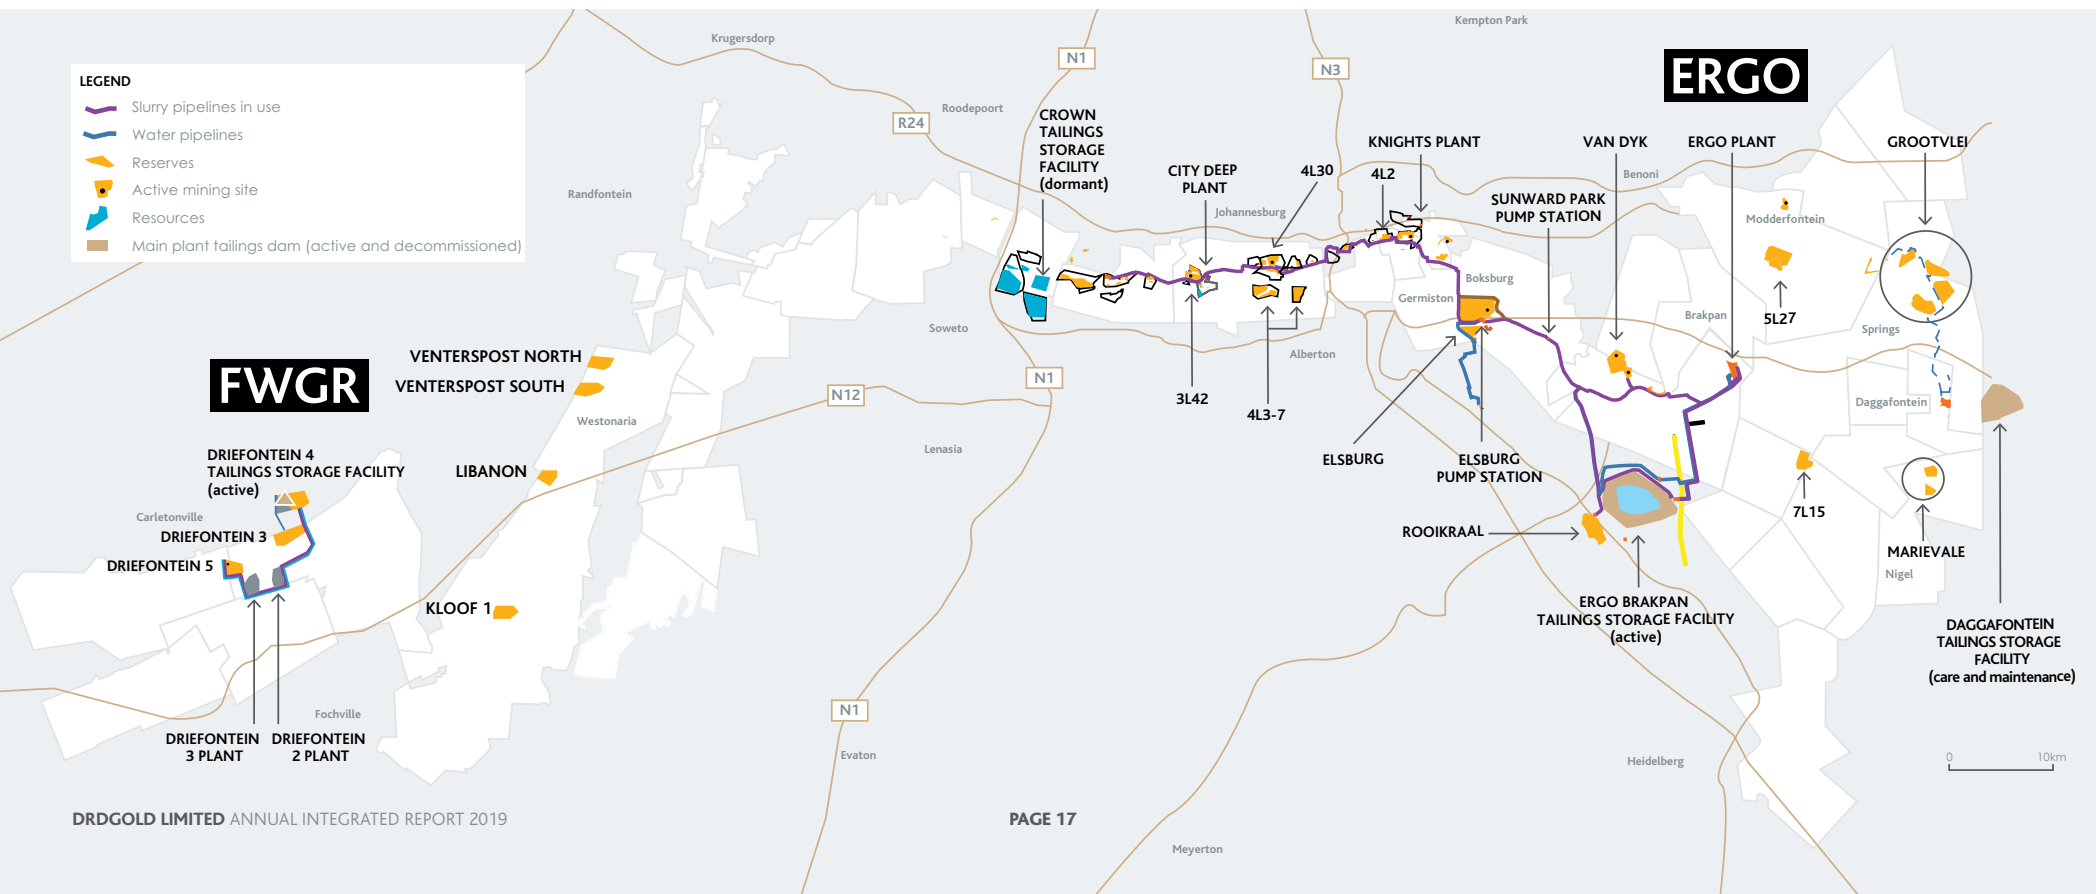 LEGEND
Slurry pipelines in use
Water pipelines
Reserves
Active mining site
Resources
Main plant tailings dam (active and decommissioned)
FWGR
ERGO
Krugersdorp
Roodepoort
Randfontein
Kempton Park
N1
N3
R24
CROWN
TAILINGS
STORAGE
FACILITY
(dormant)
CITY DEEP
PLANT
Johannesburg
4L30
4L2
KNIGHTS PLANT
SUNWARD PARK
PUMP STATION
VAN DYK
Benoni
ERGO PLANT
GROOTVLEI
Modderfontein
5L27
Springs
Boksburg
Germiston
Brakpan
Alberton
Soweto
3L42
4L3-7
N1
N12
Lenasia
VENTERSPOST NORTH
VENTERSPOST SOUTH
Westonaria
LIBANON
DRIEFONTEIN 4
TAILINGS STORAGE FACILITY
(active)
Carletonville
DRIEFONTEIN 3
DRIEFONTEIN 5
KLOOF 1
DRIEFONTEIN
3 PLANT
DRIEFONTEIN
2 PLANT
Fochville
ELSBURG
ELSBURG
PUMP STATION
ROOIKRAAL
ERGO BRAKPAN
TAILINGS STORAGE FACILITY
(active)
Daggafontein
7L15
MARIEVALE
Nigel
DAGGAFONTEIN
TAILINGS STORAGE
FACILITY
(care and maintenance)
N1
Evaton
Heidelberg
Meyerton
0 10km
DRDGOLD LIMITED ANNUAL INTEGRATED REPORT 2019
PAGE 17